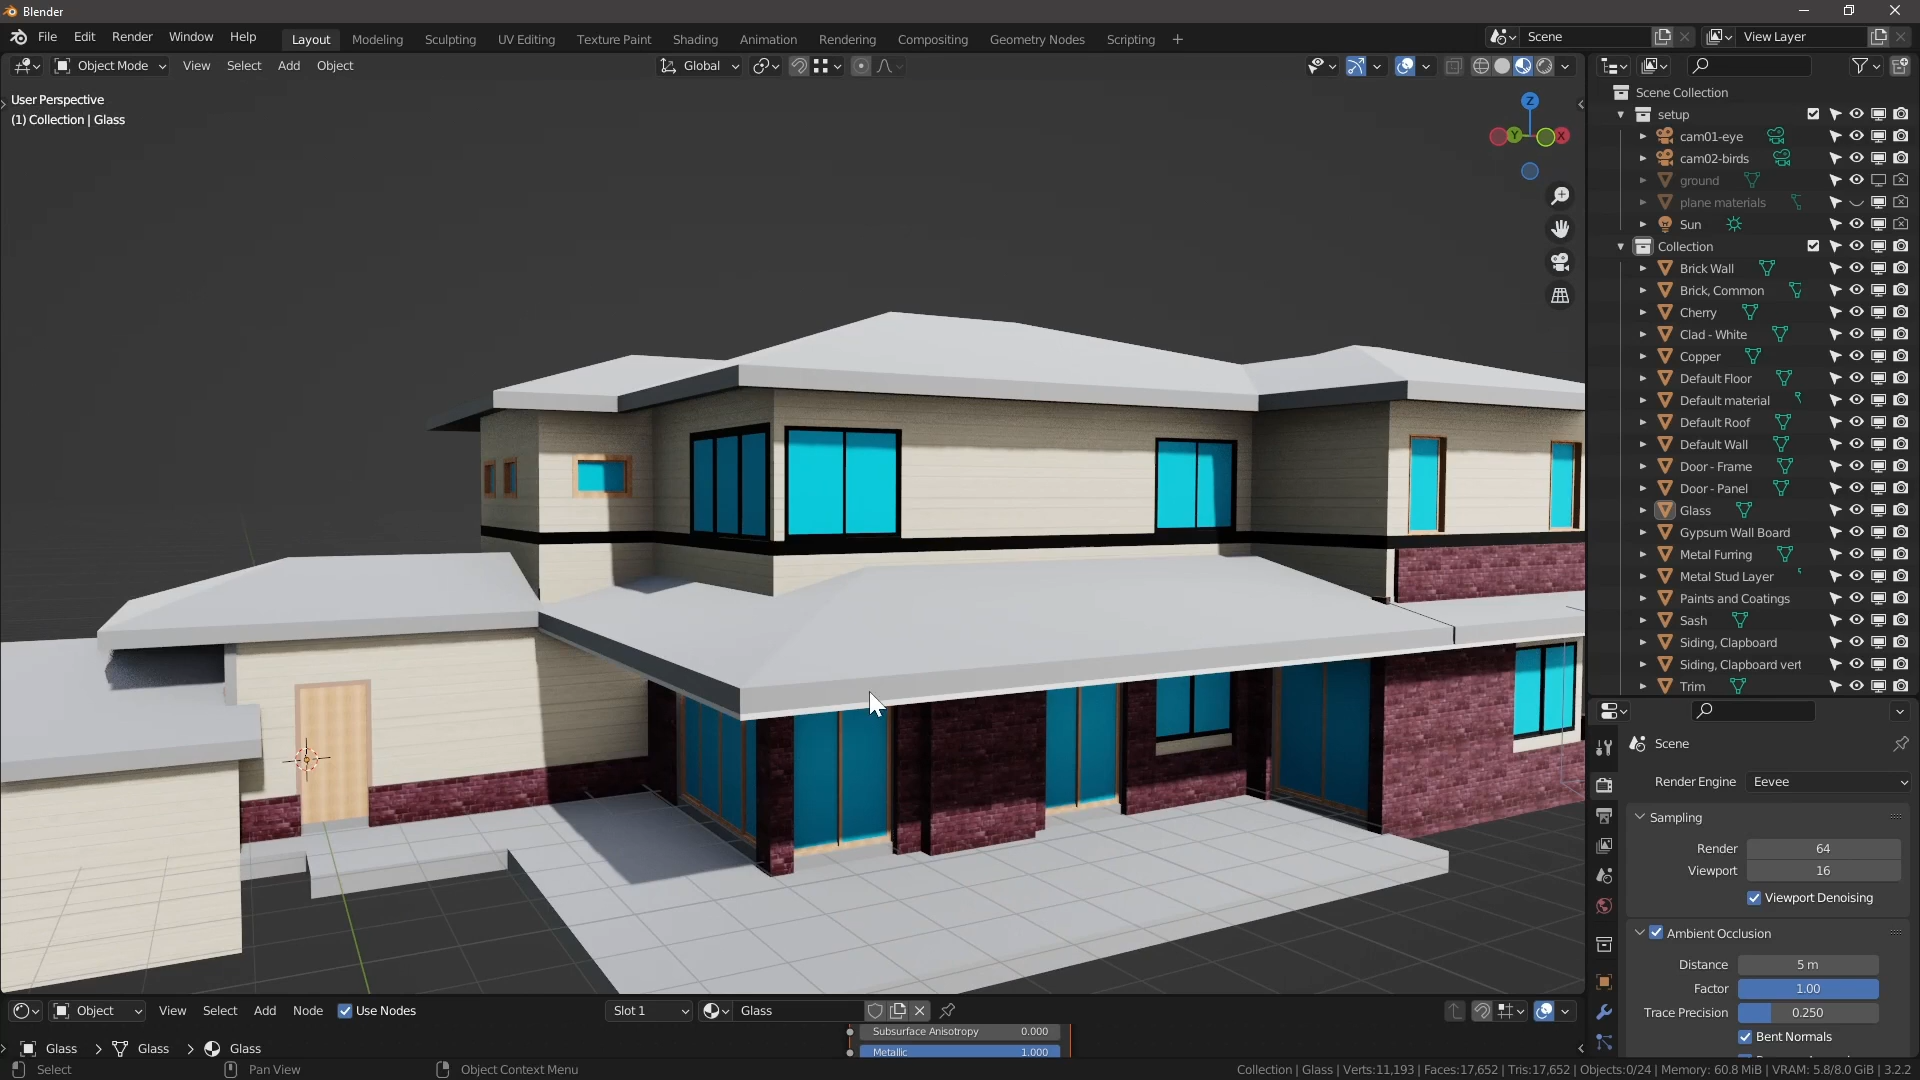 Blender
File Edit Render Window Help Layout Modeling Sculpting UV Editing Texture Paint Shading Animation Rendering Compositing Geometry Nodes Scripting + Scene View Layer
Object Mode View Select Add Object Global
User Perspective
(1) Collection | Glass
Z
Y X
Scene Collection
setup
cam01-eye
cam02-birds
ground
plane materials
Sun
Collection
Brick Wall
Brick, Common
Cherry
Clad - White
Copper
Default Floor
Default material
Default Roof
Default Wall
Door - Frame
Door - Panel
Glass
Gypsum Wall Board
Metal Furring
Metal Stud Layer
Paints and Coatings
Sash
Siding, Clapboard
Siding, Clapboard vert
Trim
Scene
Render Engine Eevee
Sampling
Render 64
Viewport 16
Viewport Denoising
Ambient Occlusion
Distance 5 m
Factor 1.00
Trace Precision 0.250
Bent Normals
Object View Select Add Node Use Nodes Slot 1 Glass
Subsurface Anisotropy 0.000
Metallic 1.000
Glass > Glass > Glass
Select Pan View Object Context Menu Collection | Glass | Verts:11,193 | Faces:17,652 | Tris:17,652 | Objects:0/24 | Memory: 60.8 MiB | VRAM: 5.8/8.0 GiB | 3.2.2